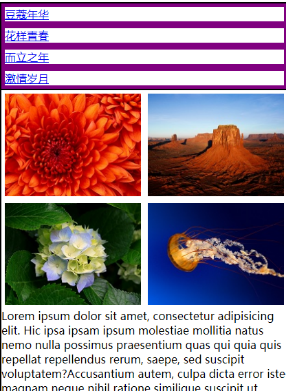 豆蔻年华
花样青春
而立之年
激情岁月
Lorem ipsum dolor sit amet, consectetur adipisicing
elit. Hic ipsa ipsam ipsum molestiae mollitia natus
nemo nulla possimus praesentium quas qui quia quis
repellat repellendus rerum, saepe, sed suscipit
voluptatem?Accusantium autem, culpa dicta error iste
magnam neque nihil ratione similique suscipit ut